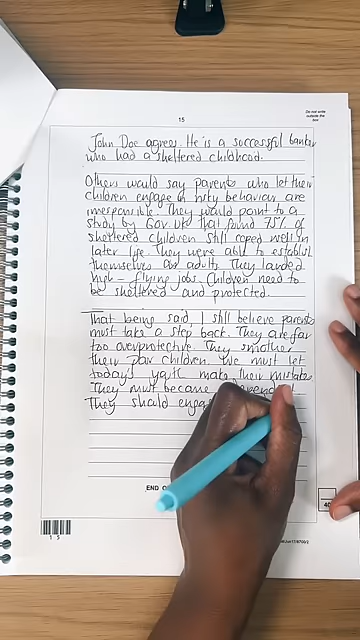 15
Do not write
outside the
box
John Doe agrees. He is a successful banker
who had a sheltered childhood.
Others would say parents who let their
children engage in risky behaviour are
irresponsible. They would point to a
study by Gov UK that found 75% of
sheltered children still coped well in
later life. They were able to establish
themselves as adults. They landed
high-flying jobs. Children need to
be sheltered and protected.
That being said, I still believe parents
must take a step back. They are far
too overprotective. They smother
their poor children. We must let
today's youth make their mistakes
They must become
They should engage
END O
40
15